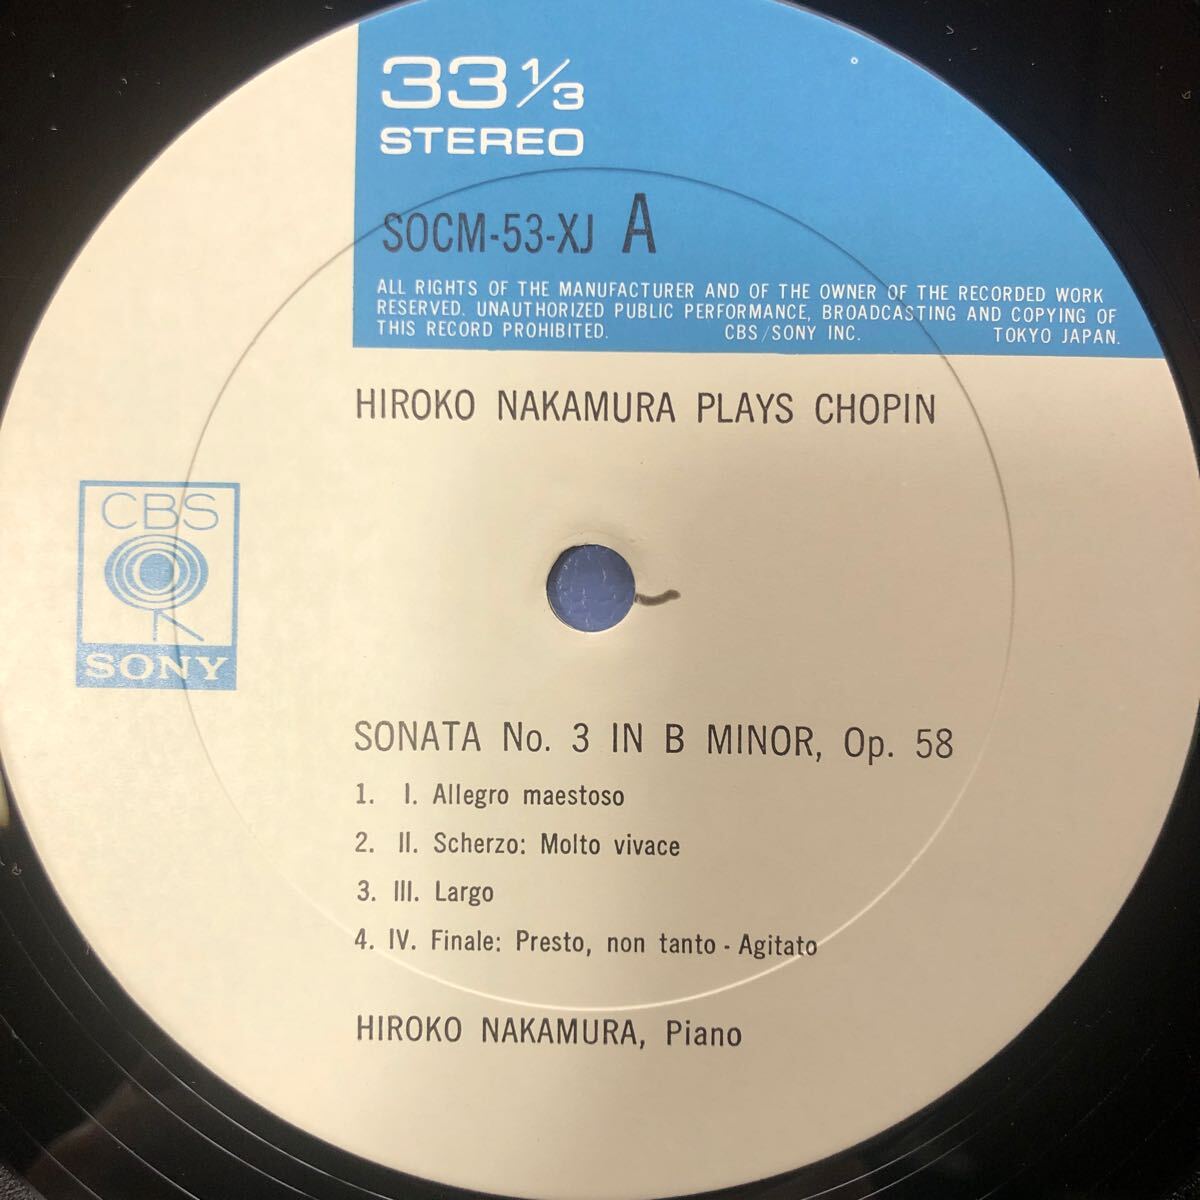 33 1/3
STEREO
SOCM-53-XJ A
ALL RIGHTS OF THE MANUFACTURER AND OF THE OWNER OF THE RECORDED WORK
RESERVED. UNAUTHORIZED PUBLIC PERFORMANCE, BROADCASTING AND COPYING OF
THIS RECORD PROHIBITED. CBS/SONY INC. TOKYO JAPAN.
HIROKO NAKAMURA PLAYS CHOPIN
CBS
SONY
SONATA No. 3 IN B MINOR, Op. 58
1. I. Allegro maestoso
2. II. Scherzo: Molto vivace
3. III. Largo
4. IV. Finale: Presto, non tanto - Agitato
HIROKO NAKAMURA, Piano